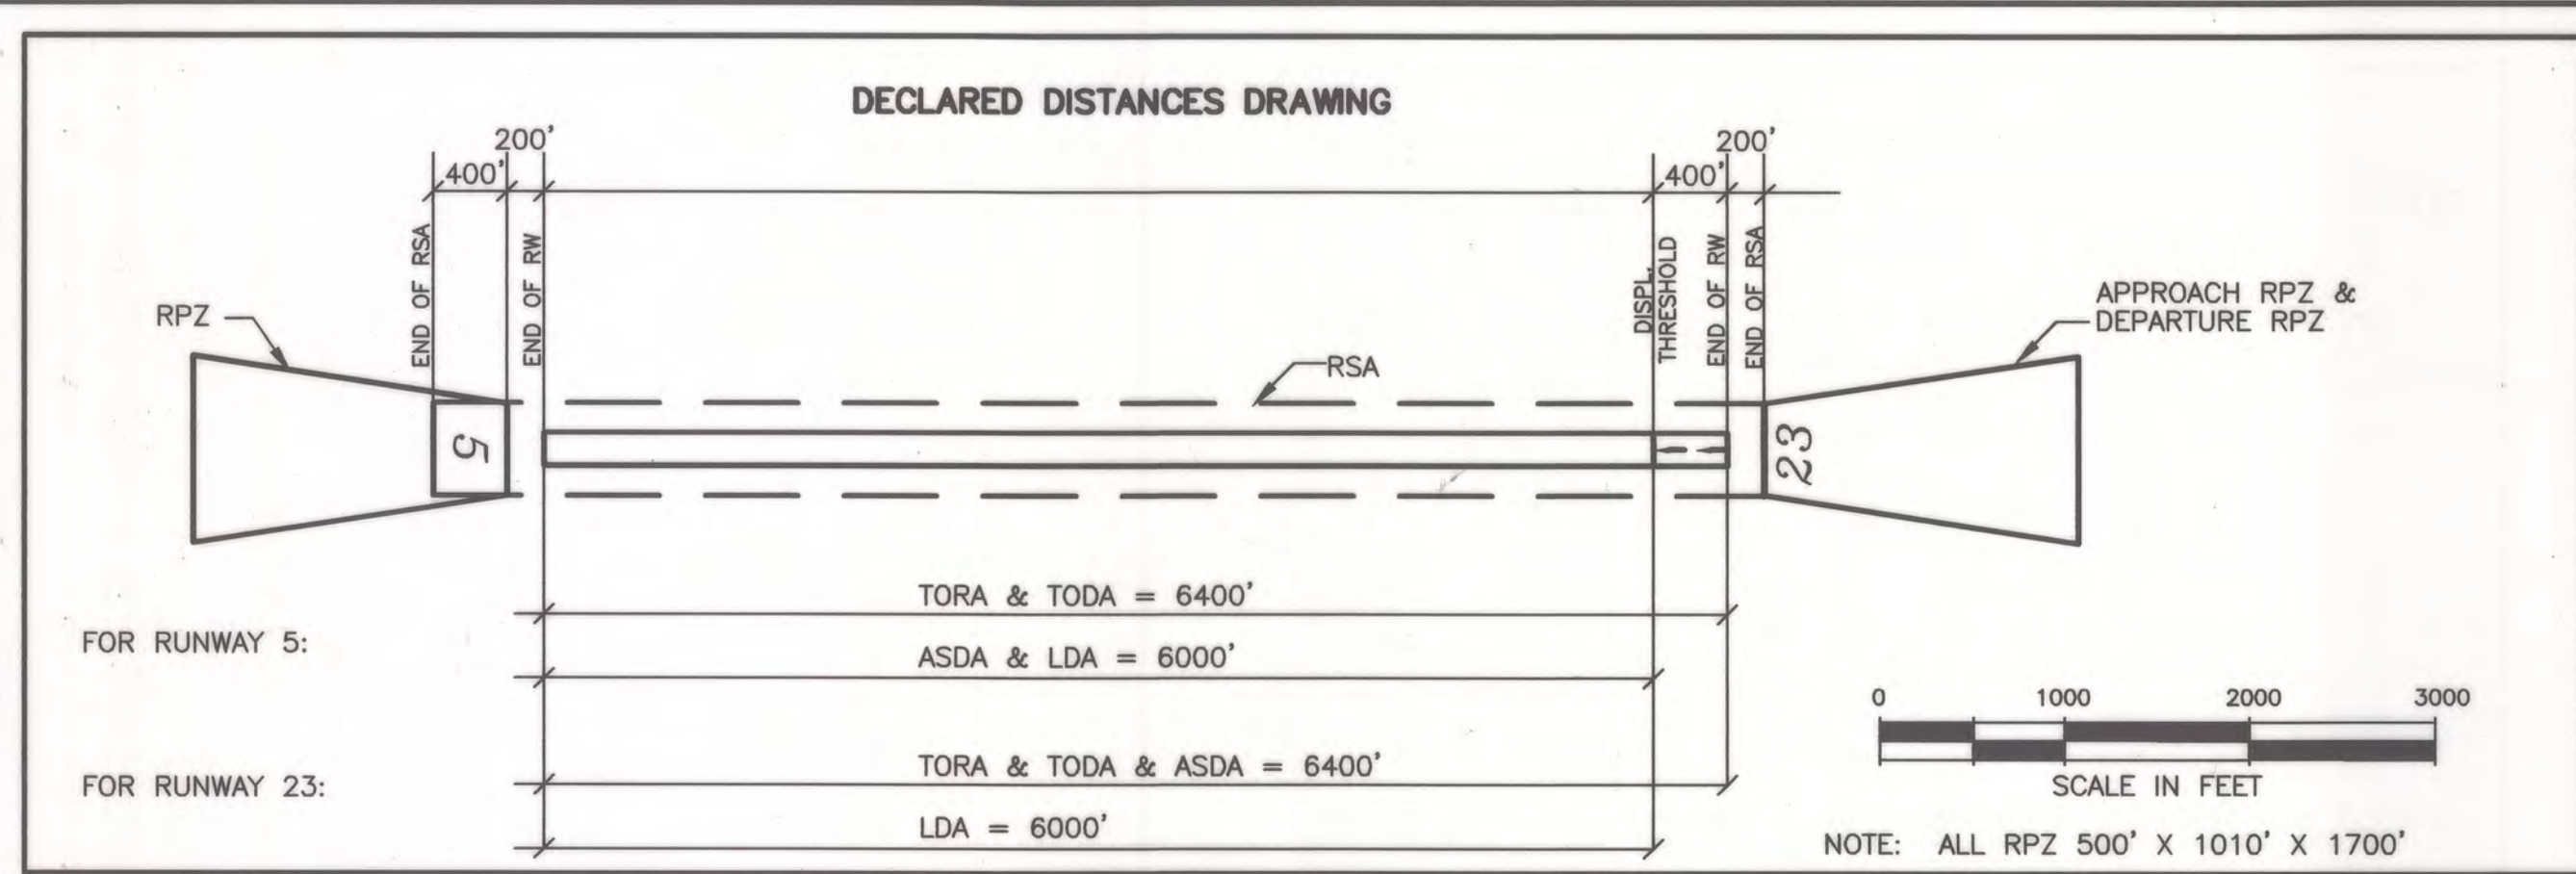 DECLARED DISTANCES DRAWING
200'
400'
200'
400'
END OF RSA
END OF RW
DISPL.
THRESHOLD
END OF RW
END OF RSA
RPZ
APPROACH RPZ &
DEPARTURE RPZ
RSA
5
23
TORA & TODA = 6400'
FOR RUNWAY 5:
ASDA & LDA = 6000'
0 1000 2000 3000
TORA & TODA & ASDA = 6400'
FOR RUNWAY 23:
SCALE IN FEET
LDA = 6000'
NOTE: ALL RPZ 500' X 1010' X 1700'